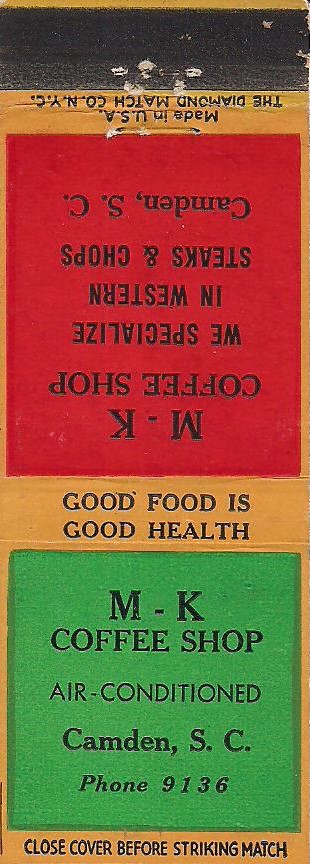 THE DIAMOND MATCH CO. N.Y.C.
Made in U.S.A.
M - K
COFFEE SHOP
WE SPECIALIZE
IN WESTERN
STEAKS & CHOPS
Camden, S. C.
GOOD FOOD IS
GOOD HEALTH
M - K
COFFEE SHOP
AIR-CONDITIONED
Camden, S. C.
Phone 9136
CLOSE COVER BEFORE STRIKING MATCH